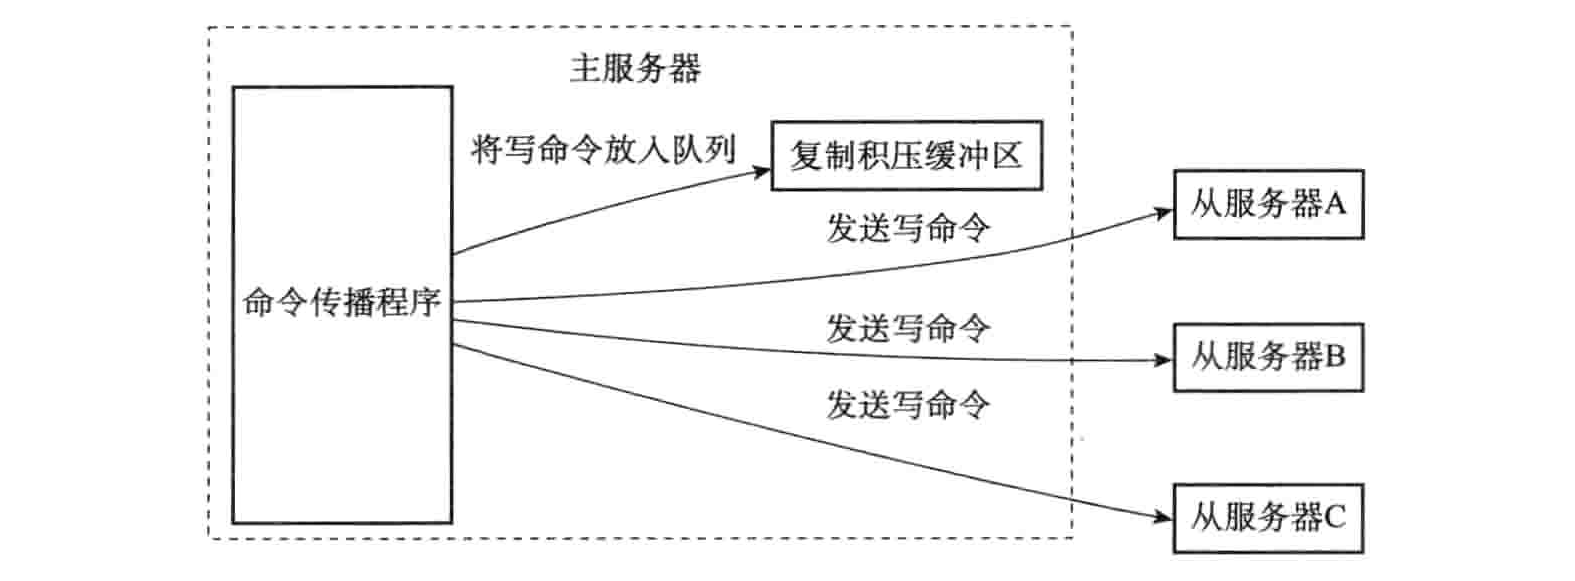 主服务器
将写命令放入队列
复制积压缓冲区
从服务器A
发送写命令
命令传播程序
发送写命令
从服务器B
发送写命令
从服务器C